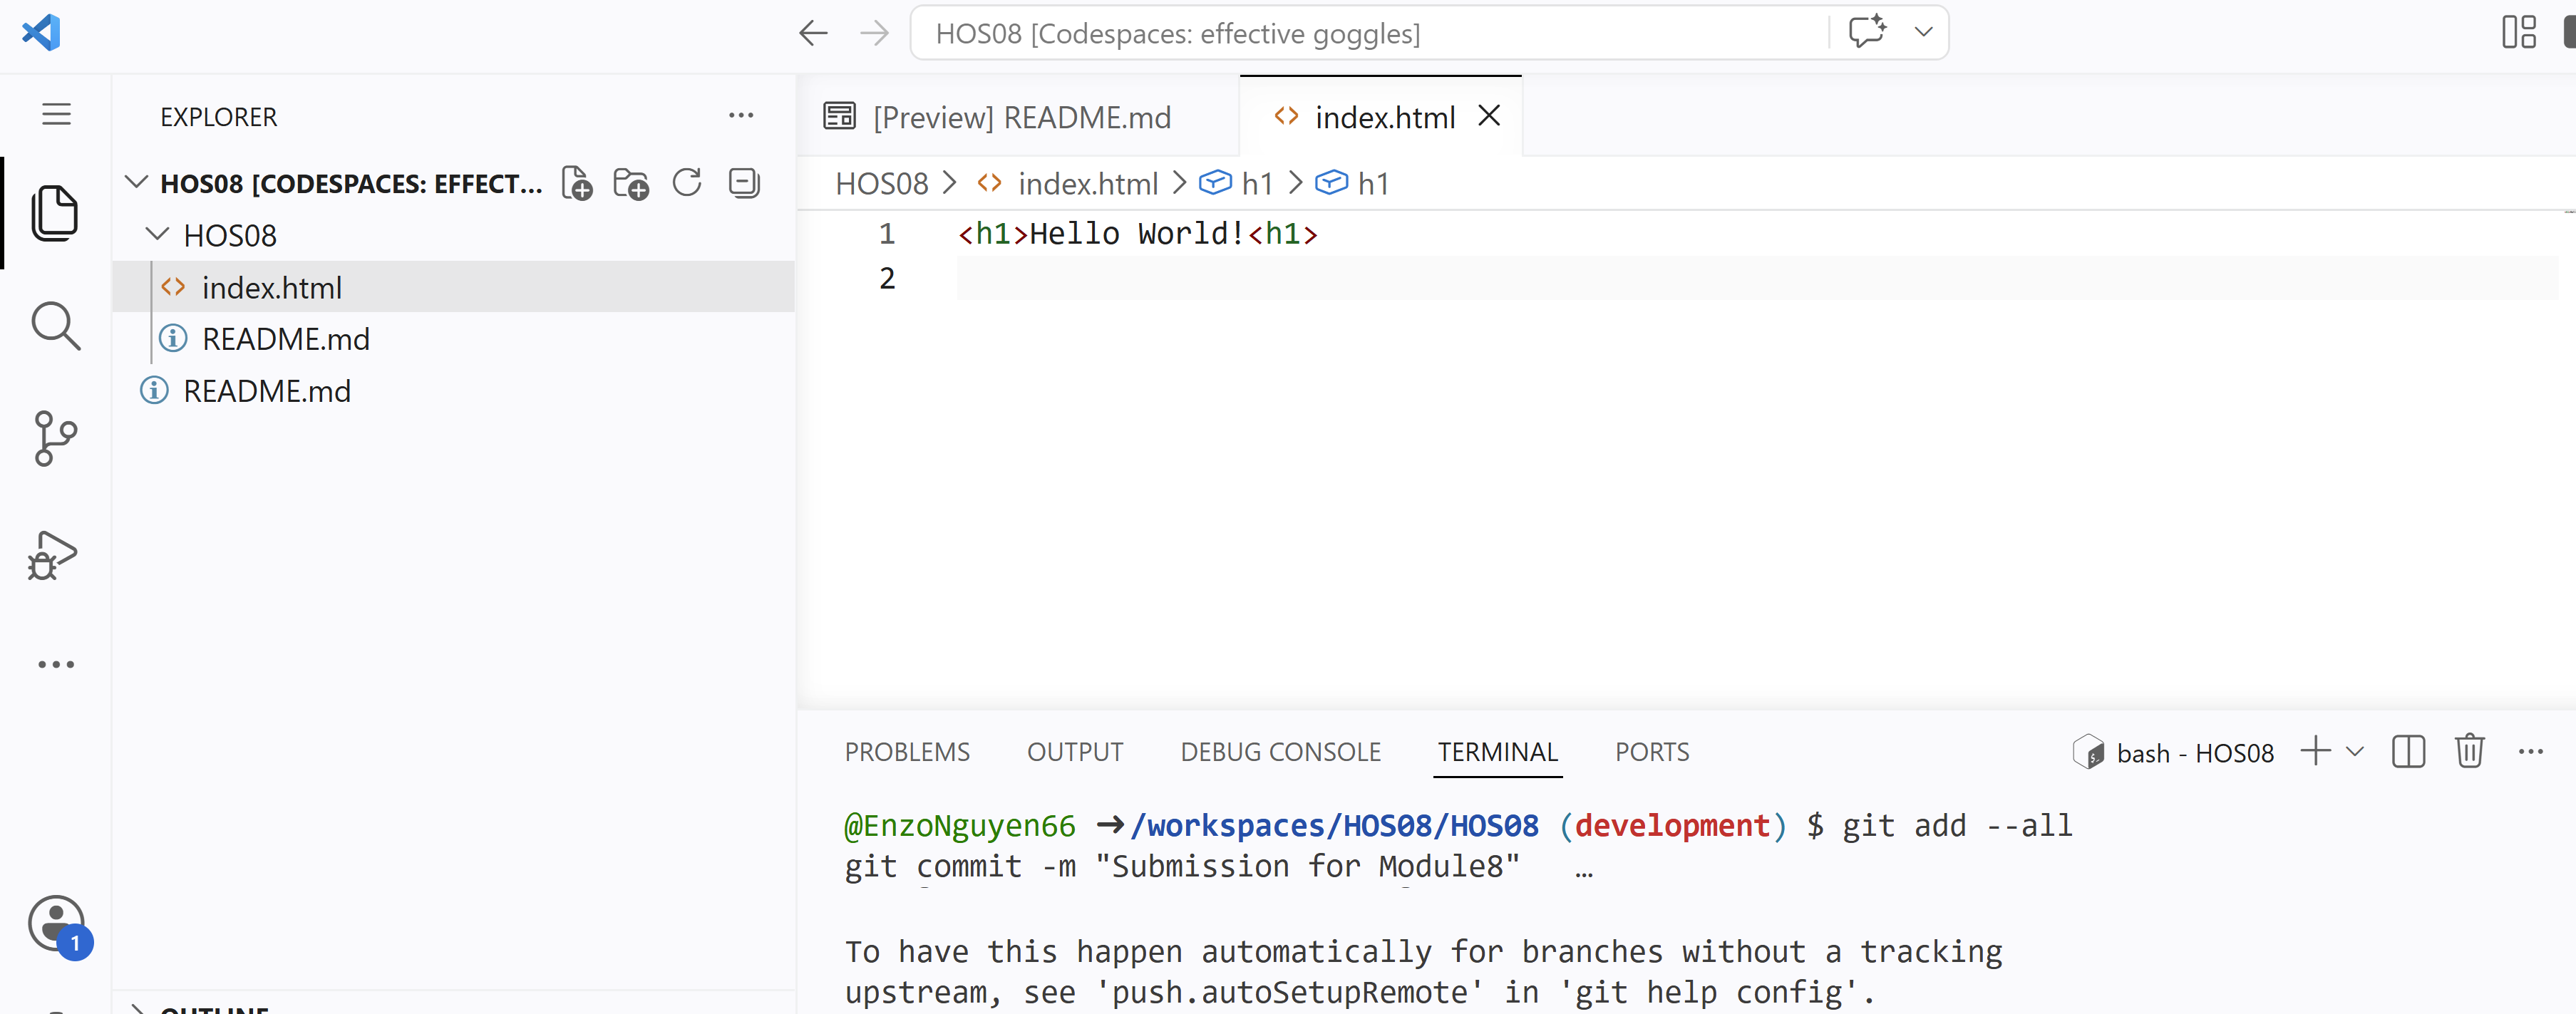 HOS08 [Codespaces: effective goggles]
EXPLORER
HOS08 [CODESPACES: EFFECT...
HOS08
index.html
README.md
README.md
OUTLINE
[Preview] README.md
index.html
HOS08 > index.html > h1 > h1
1 <h1>Hello World!<h1>
2
PROBLEMS OUTPUT DEBUG CONSOLE TERMINAL PORTS
bash - HOS08
@EnzoNguyen66 ➜/workspaces/HOS08/HOS08 (development) $ git add --all
git commit -m "Submission for Module8" …
To have this happen automatically for branches without a tracking
upstream, see 'push.autoSetupRemote' in 'git help config'.
1